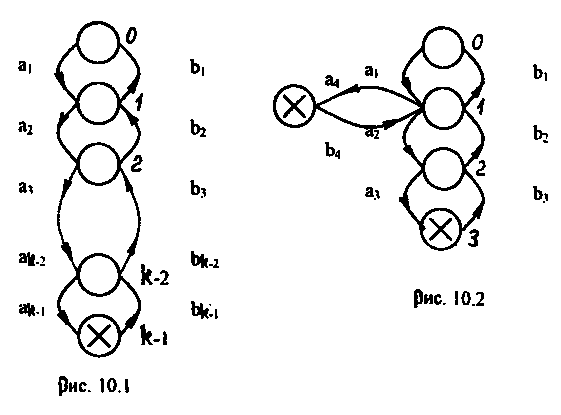 0
a₁ b₁
1
a₂ b₂
2
a₃ b₃
aₖ₋₂ bₖ₋₂
k-2
aₖ₋₁ bₖ₋₁
k-1
рис. 10.1
0
a₄ a₁ b₁
1
a₂ b₂
b₄
2
a₃ b₃
3
рис. 10.2